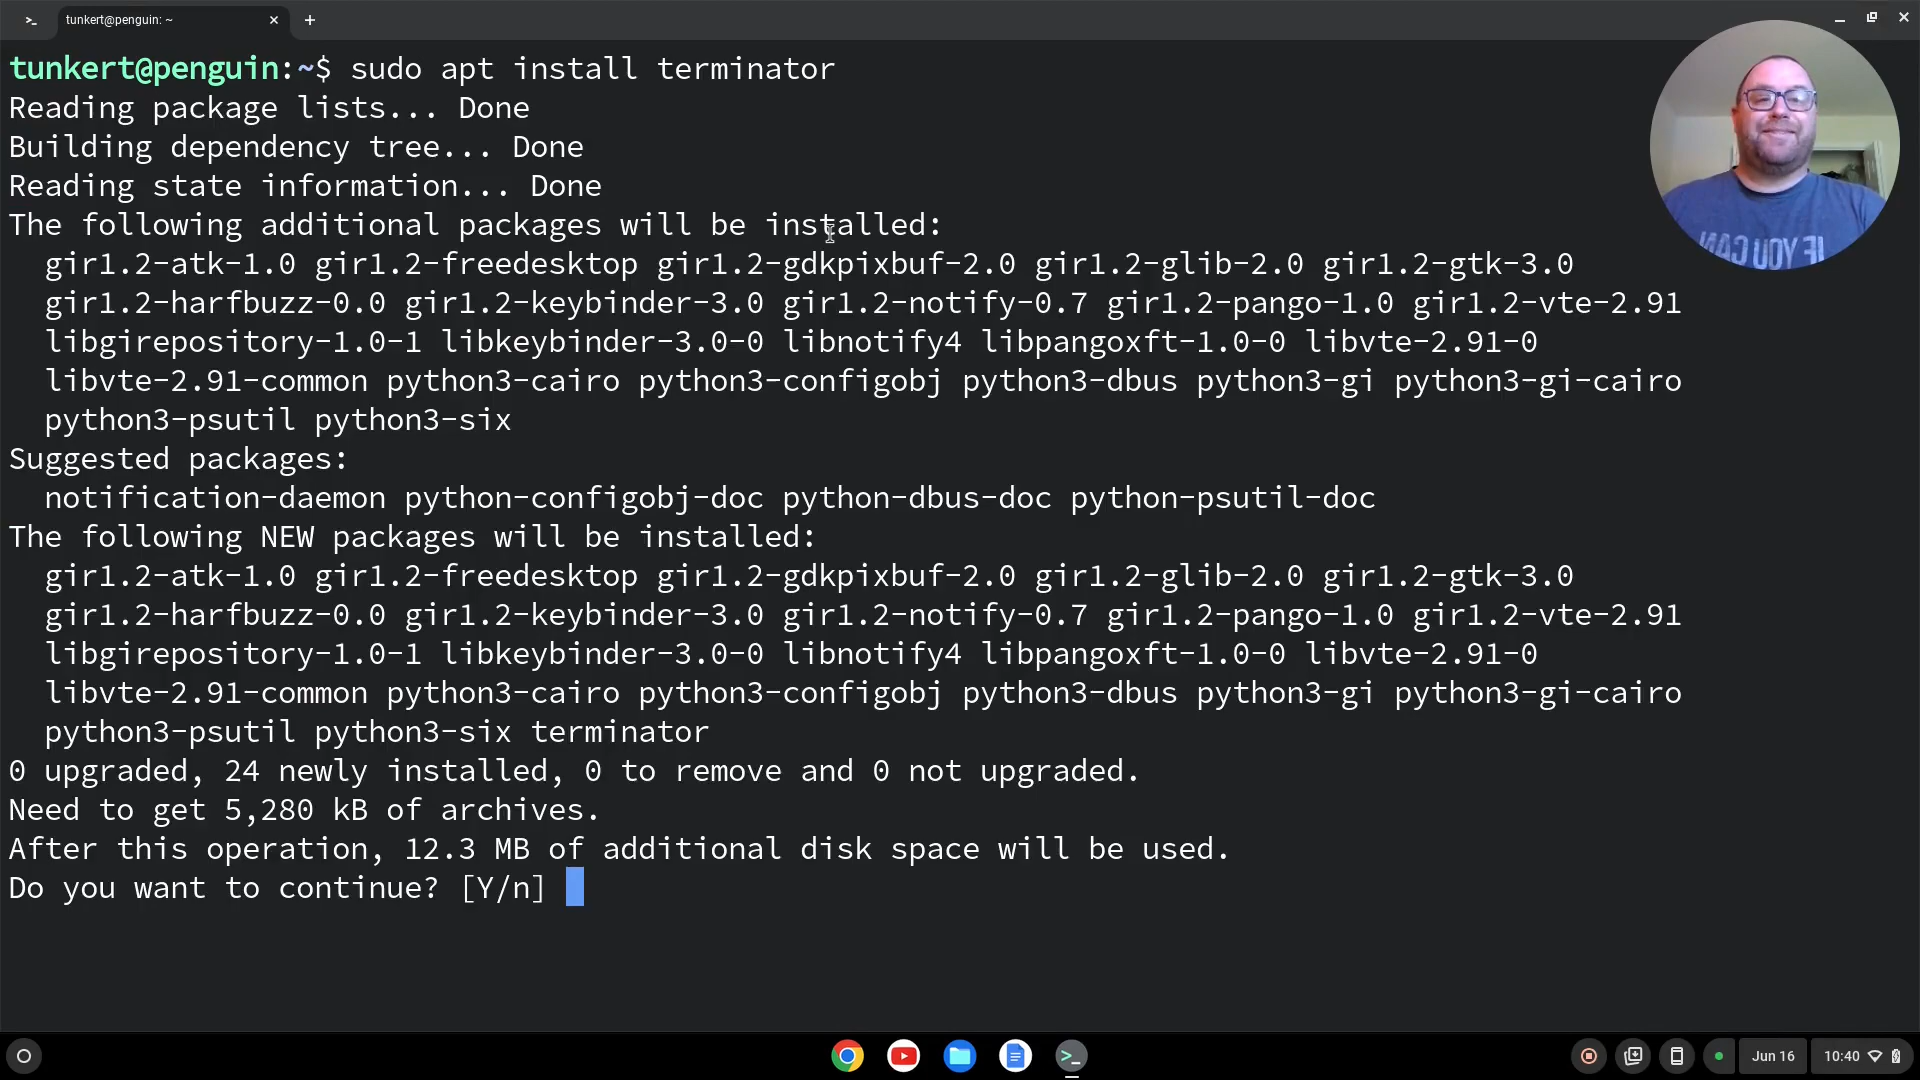 tunkert@penguin: ~
tunkert@penguin:~$ sudo apt install terminator
Reading package lists... Done
Building dependency tree... Done
Reading state information... Done
The following additional packages will be installed:
gir1.2-atk-1.0 gir1.2-freedesktop gir1.2-gdkpixbuf-2.0 gir1.2-glib-2.0 gir1.2-gtk-3.0
gir1.2-harfbuzz-0.0 gir1.2-keybinder-3.0 gir1.2-notify-0.7 gir1.2-pango-1.0 gir1.2-vte-2.91
libgirepository-1.0-1 libkeybinder-3.0-0 libnotify4 libpangoxft-1.0-0 libvte-2.91-0
libvte-2.91-common python3-cairo python3-configobj python3-dbus python3-gi python3-gi-cairo
python3-psutil python3-six
Suggested packages:
notification-daemon python-configobj-doc python-dbus-doc python-psutil-doc
The following NEW packages will be installed:
gir1.2-atk-1.0 gir1.2-freedesktop gir1.2-gdkpixbuf-2.0 gir1.2-glib-2.0 gir1.2-gtk-3.0
gir1.2-harfbuzz-0.0 gir1.2-keybinder-3.0 gir1.2-notify-0.7 gir1.2-pango-1.0 gir1.2-vte-2.91
libgirepository-1.0-1 libkeybinder-3.0-0 libnotify4 libpangoxft-1.0-0 libvte-2.91-0
libvte-2.91-common python3-cairo python3-configobj python3-dbus python3-gi python3-gi-cairo
python3-psutil python3-six terminator
0 upgraded, 24 newly installed, 0 to remove and 0 not upgraded.
Need to get 5,280 kB of archives.
After this operation, 12.3 MB of additional disk space will be used.
Do you want to continue? [Y/n]
IF YOU CAN
Jun 16
10:40